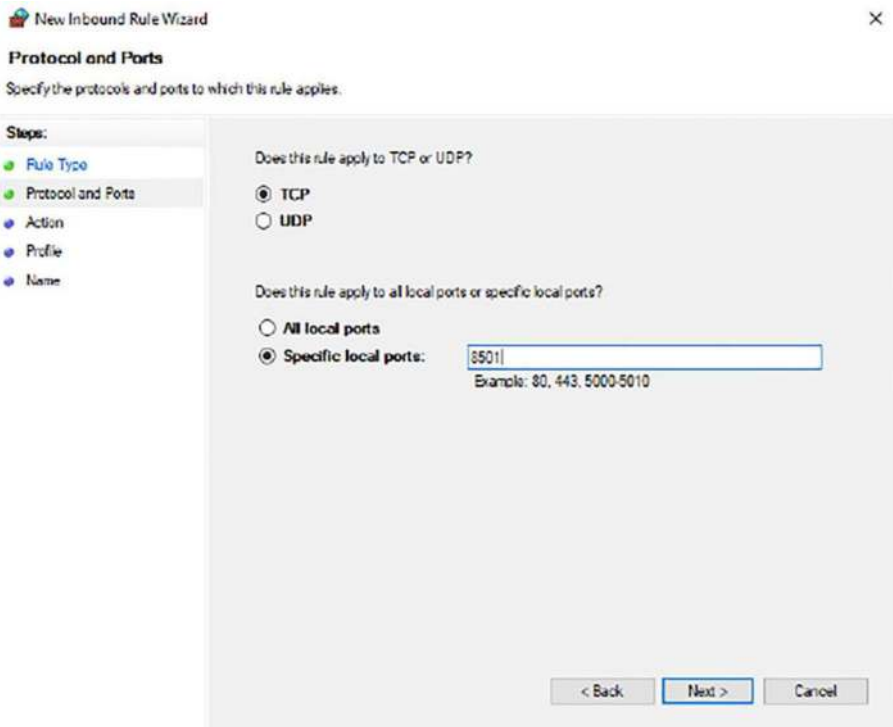 New Inbound Rule Wizard
Protocol and Ports
Specify the protocols and ports to which this rule applies.
Steps:
Rule Type
Protocol and Ports
Action
Profile
Name
Does this rule apply to TCP or UDP?
TCP
UDP
Does this rule apply to all local ports or specific local ports?
All local ports
Specific local ports: 8501
Example: 80, 443, 5000-5010
< Back Next > Cancel